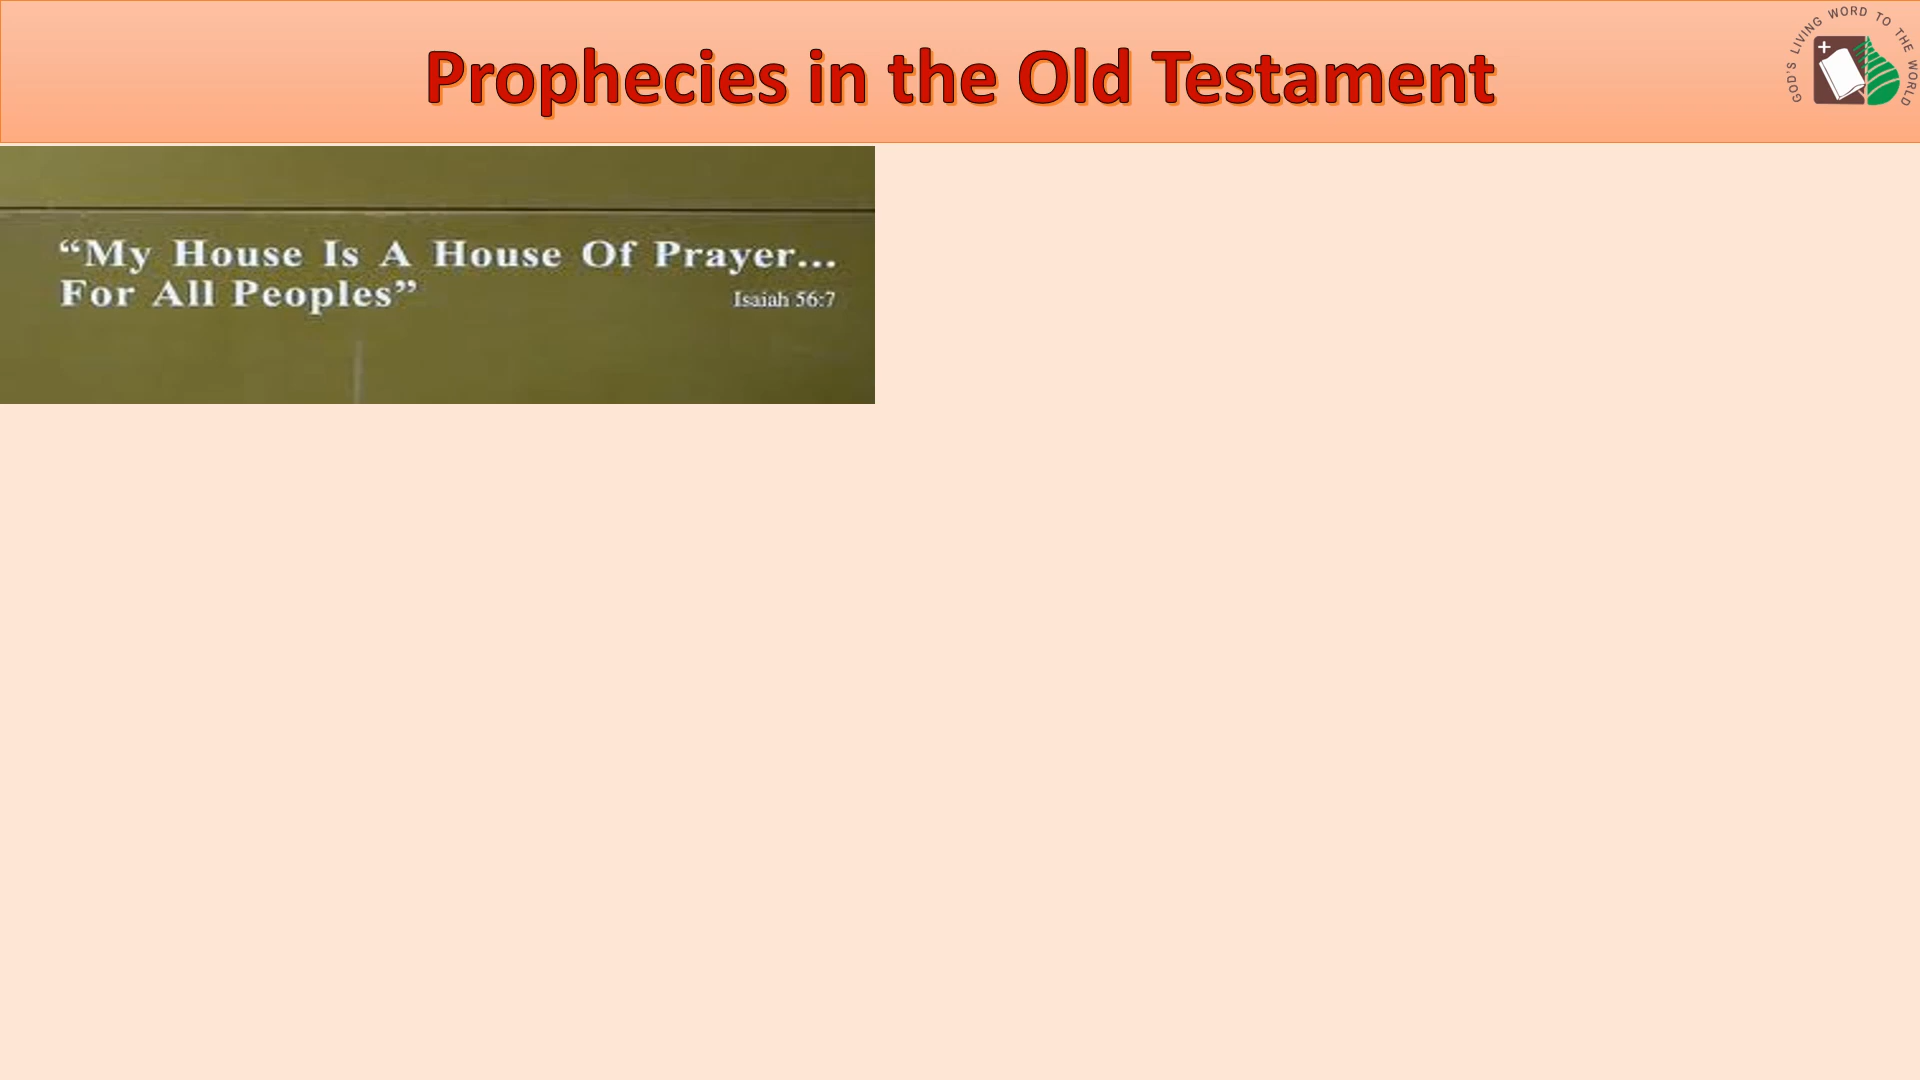 Prophecies in the Old Testament
GOD'S LIVING WORD TO THE WORLD
“My House Is A House Of Prayer...
For All Peoples”
Isaiah 56:7